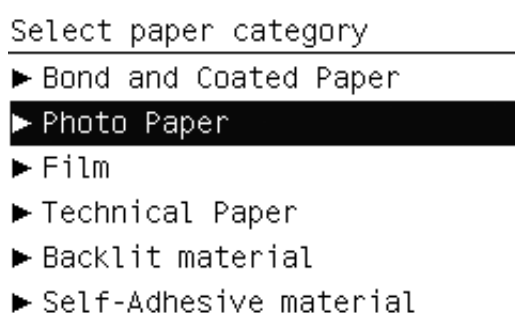 Select paper category
▶ Bond and Coated Paper
▶ Photo Paper
▶ Film
▶ Technical Paper
▶ Backlit material
▶ Self-Adhesive material